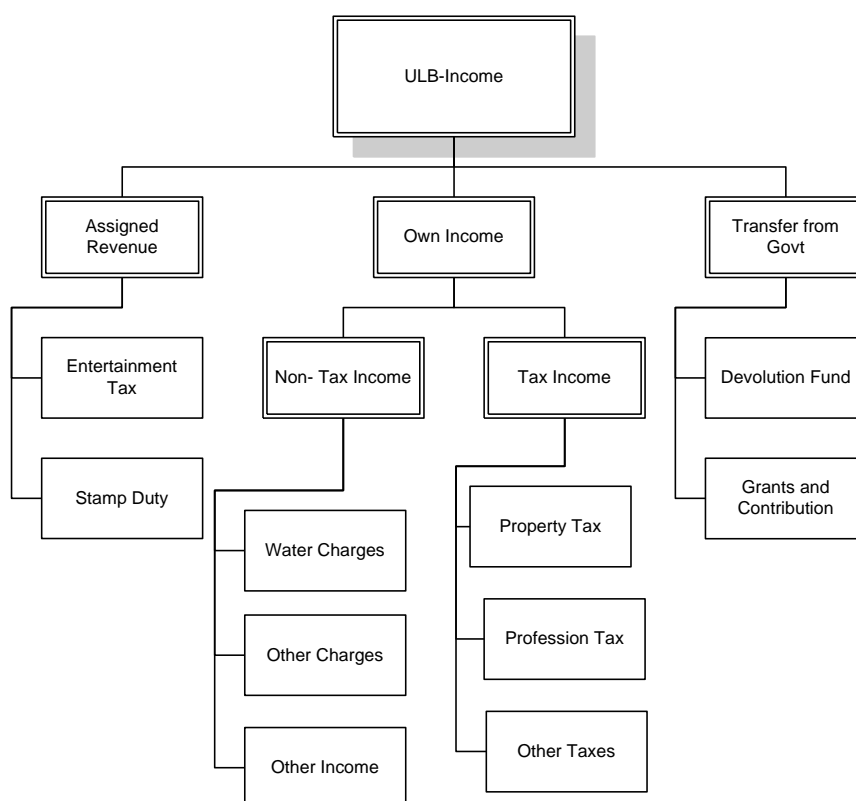 ULB-Income
Assigned
Revenue
Own Income
Transfer from
Govt
Entertainment
Tax
Non- Tax Income
Tax Income
Devolution Fund
Stamp Duty
Grants and
Contribution
Water Charges
Property Tax
Other Charges
Profession Tax
Other Income
Other Taxes